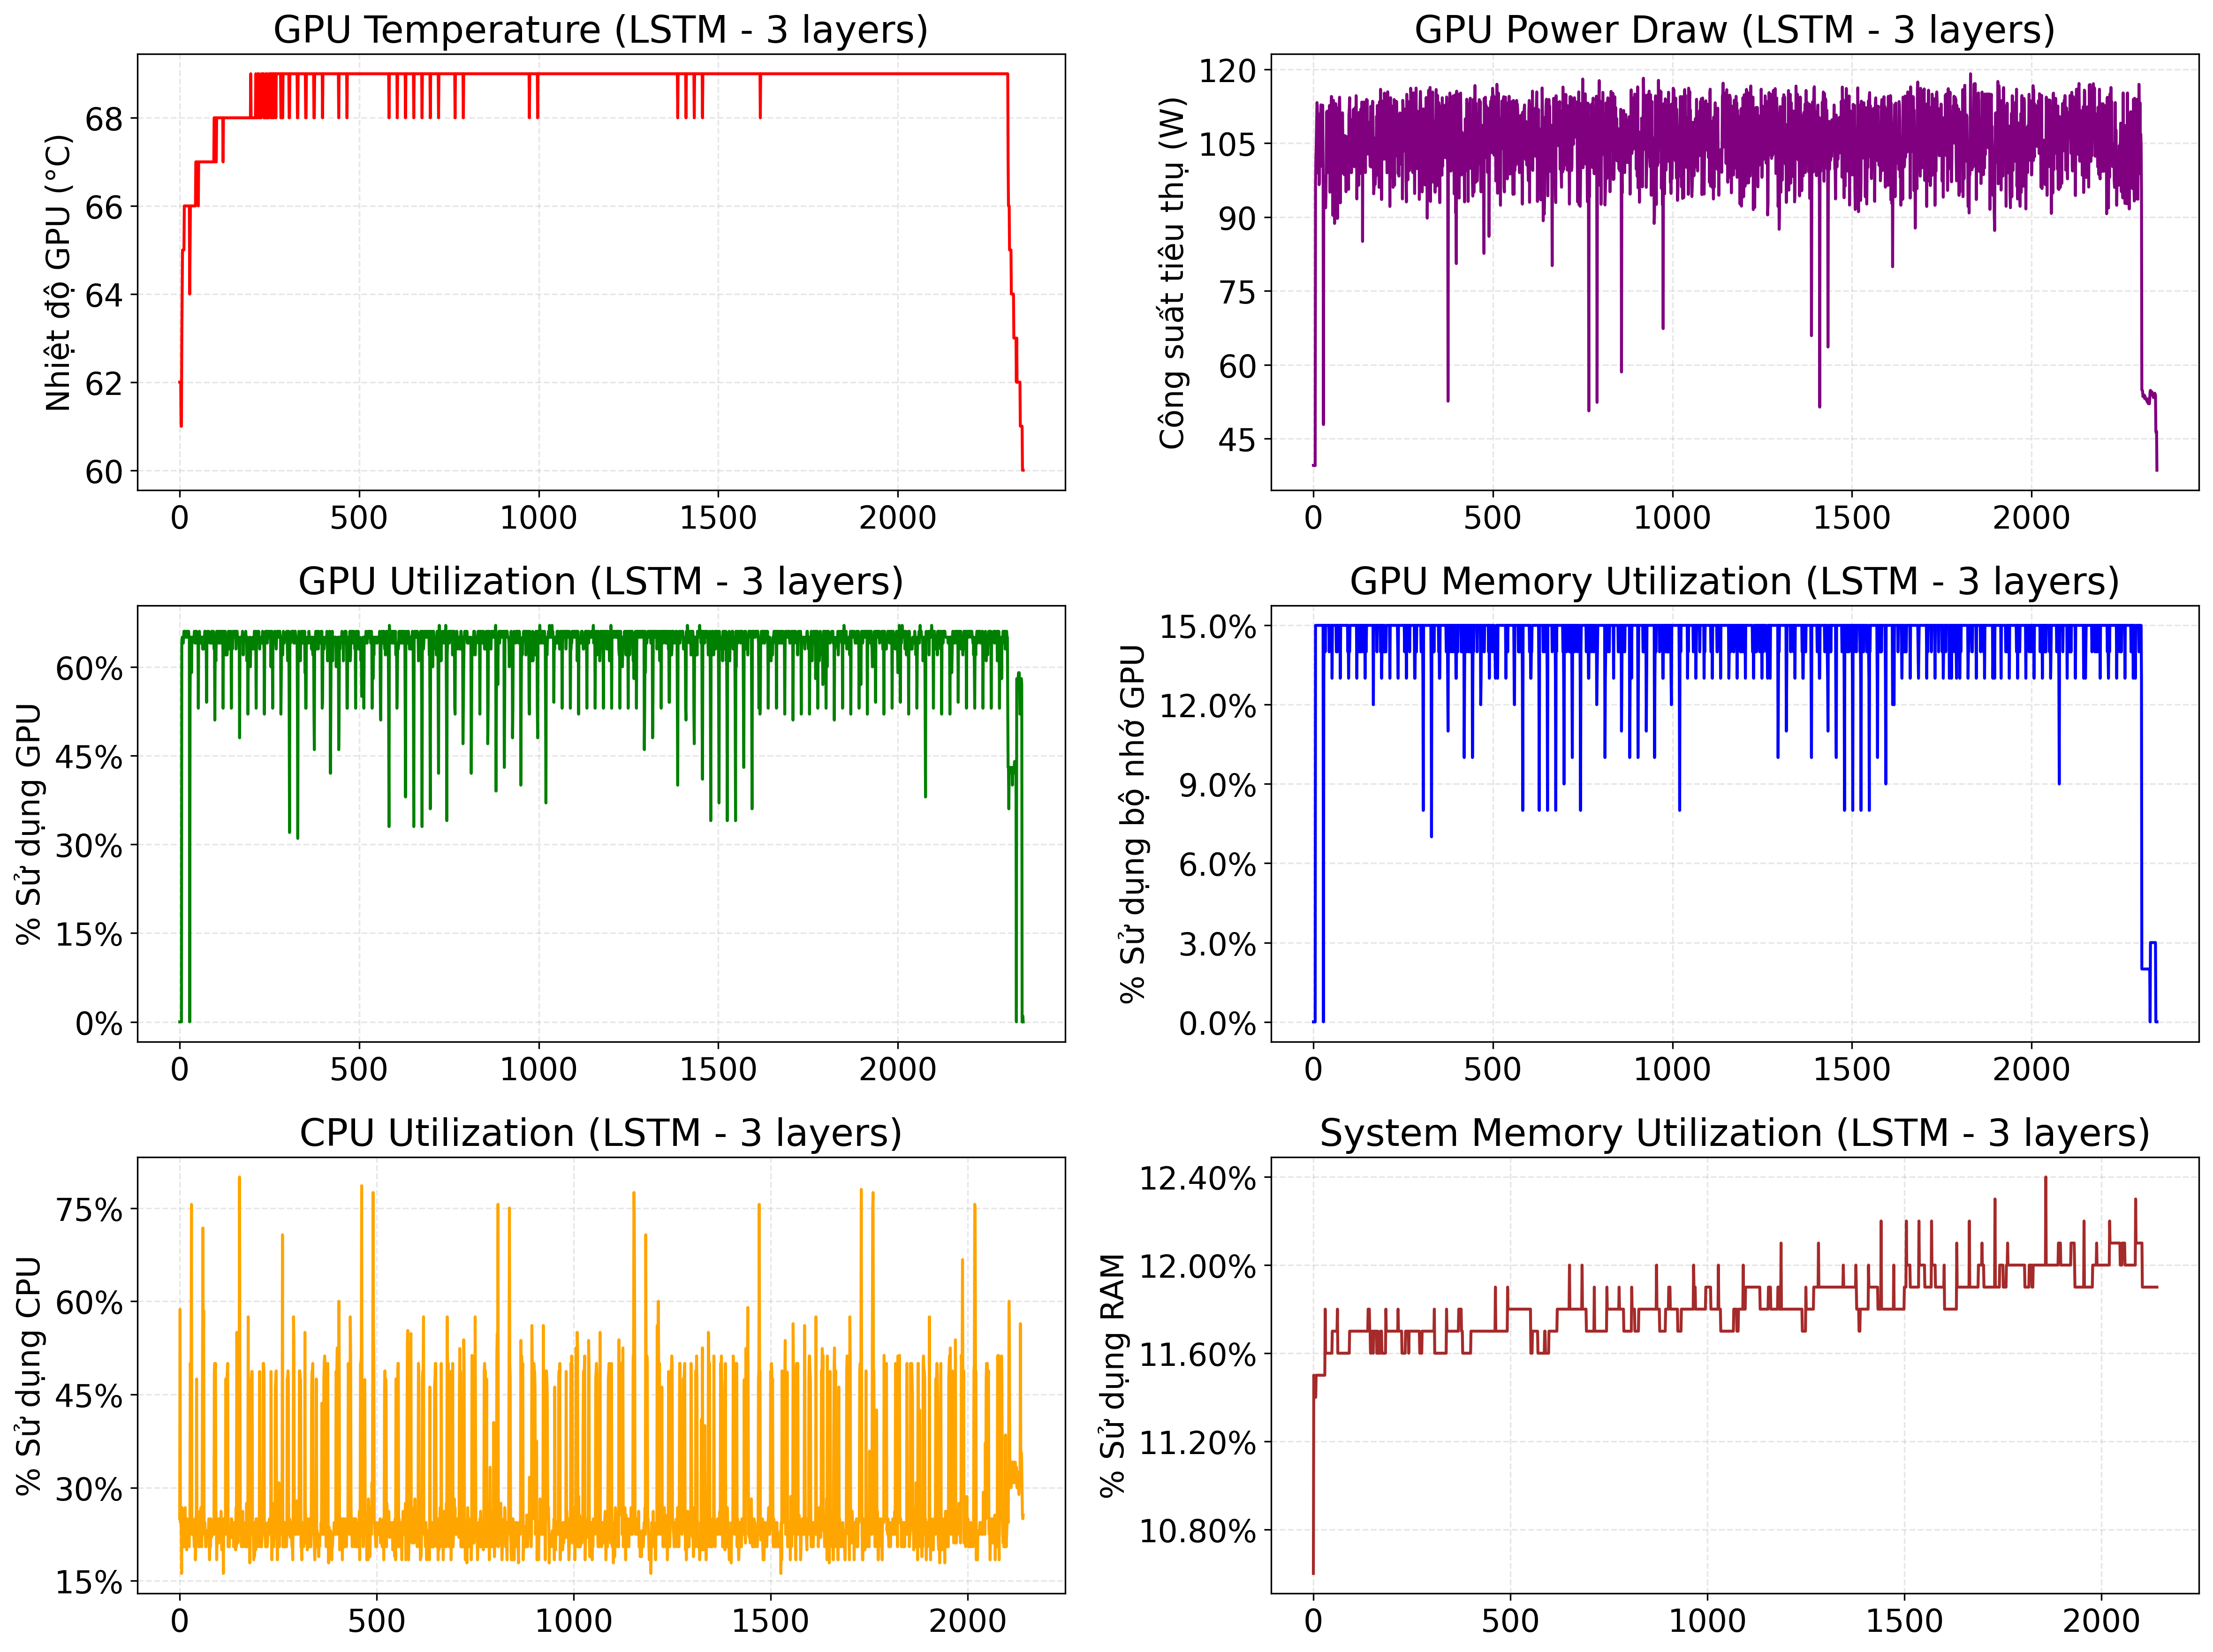 GPU Temperature (LSTM - 3 layers)
Nhiệt độ GPU (°C)
68
66
64
62
60
0 500 1000 1500 2000
GPU Power Draw (LSTM - 3 layers)
Công suất tiêu thụ (W)
120
105
90
75
60
45
0 500 1000 1500 2000
GPU Utilization (LSTM - 3 layers)
% Sử dụng GPU
60%
45%
30%
15%
0%
0 500 1000 1500 2000
GPU Memory Utilization (LSTM - 3 layers)
% Sử dụng bộ nhớ GPU
15.0%
12.0%
9.0%
6.0%
3.0%
0.0%
0 500 1000 1500 2000
CPU Utilization (LSTM - 3 layers)
% Sử dụng CPU
75%
60%
45%
30%
15%
0 500 1000 1500 2000
System Memory Utilization (LSTM - 3 layers)
% Sử dụng RAM
12.40%
12.00%
11.60%
11.20%
10.80%
0 500 1000 1500 2000